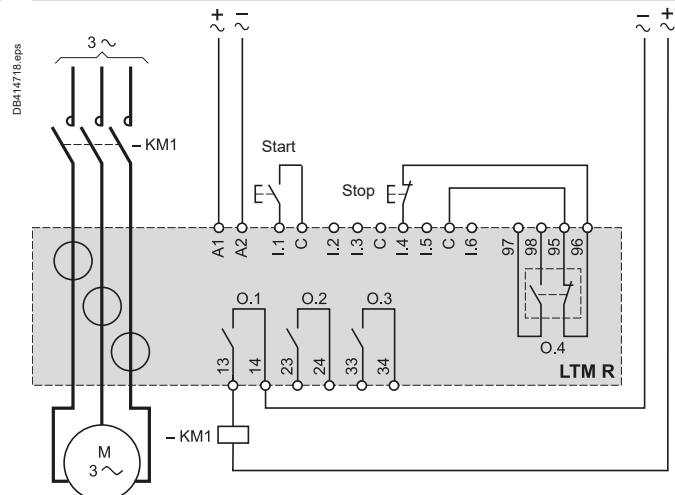 DB414718.eps
3 ~
+ −
~ ~
− +
~ ~
– KM1
Start
Stop
A1 A2 I.1 C I.2 I.3 C I.4 I.5 C I.6 97 98 95 96
O.1 O.2 O.3
O.4
13 14 23 24 33 34
LTM R
– KM1
M
3 ~